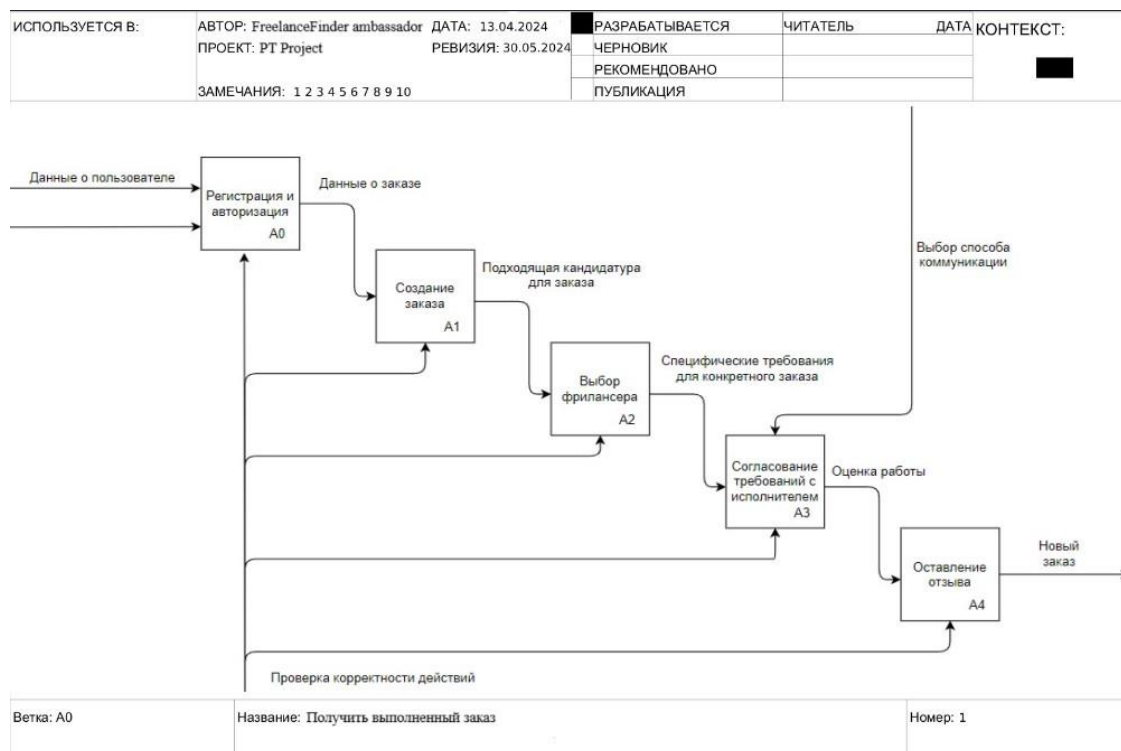 ИСПОЛЬЗУЕТСЯ В:
АВТОР: FreelanceFinder ambassador ДАТА: 13.04.2024
ПРОЕКТ: PT Project РЕВИЗИЯ: 30.05.2024
ЗАМЕЧАНИЯ: 1 2 3 4 5 6 7 8 9 10
РАЗРАБАТЫВАЕТСЯ
ЧЕРНОВИК
РЕКОМЕНДОВАНО
ПУБЛИКАЦИЯ
ЧИТАТЕЛЬ ДАТА
КОНТЕКСТ:
Данные о пользователе
Регистрация и
авторизация
A0
Данные о заказе
Создание
заказа
A1
Подходящая кандидатура
для заказа
Выбор
фрилансера
A2
Специфические требования
для конкретного заказа
Выбор способа
коммуникации
Согласование
требований с
исполнителем
A3
Оценка работы
Оставление
отзыва
A4
Новый
заказ
Проверка корректности действий
Ветка: A0
Название: Получить выполненный заказ
Номер: 1